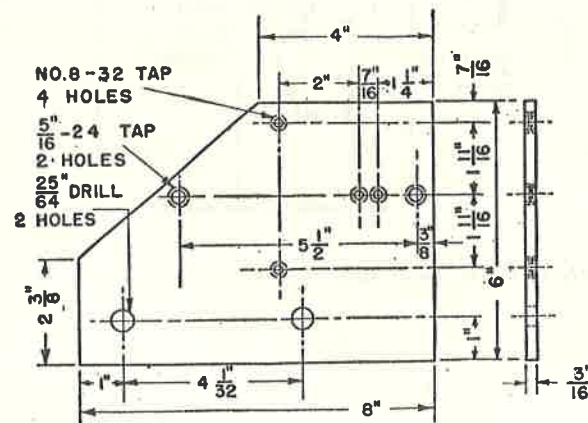 4"
NO.8-32 TAP
4 HOLES
2"
7/16"
1 1/4"
7/16"
5/16"-24 TAP
2 HOLES
25/64" DRILL
2 HOLES
1 11/16"
1 11/16"
5 1/2"
3/8"
6"
2 3/8"
1"
1"
4 1/32"
8"
3/16"